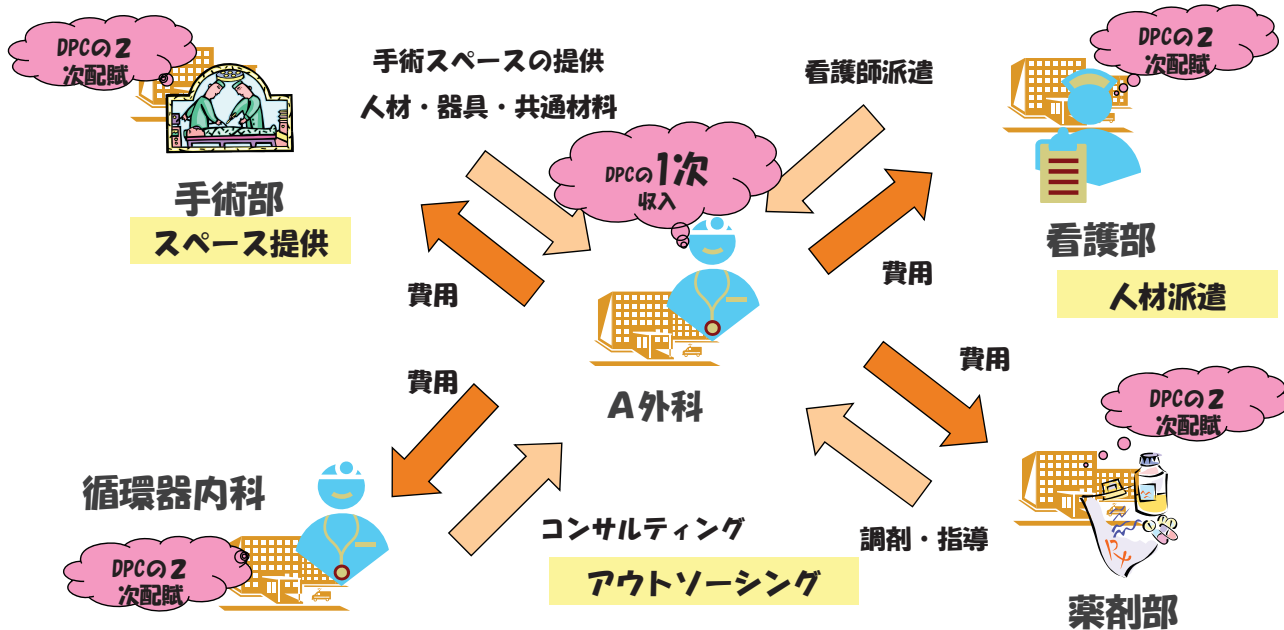 DPCの2
次配賦
手術部
スペース提供
手術スペースの提供
人材・器具・共通材料
看護師派遣
DPCの2
次配賦
看護部
人材派遣
DPCの1次
収入
費用
費用
A外科
費用
費用
循環器内科
DPCの2
次配賦
コンサルティング
アウトソーシング
調剤・指導
DPCの2
次配賦
薬剤部